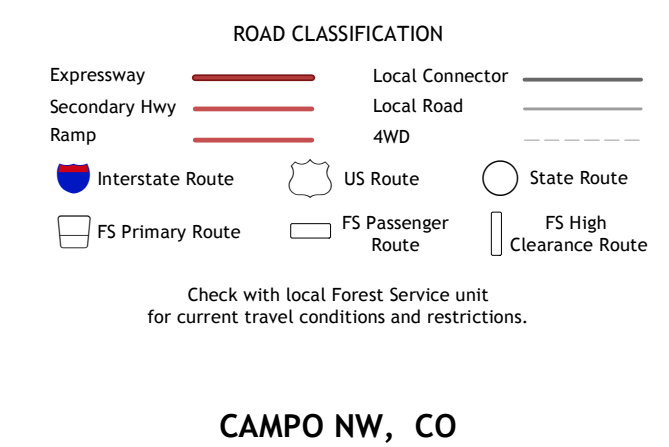 ROAD CLASSIFICATION
Expressway
Local Connector
Secondary Hwy
Local Road
Ramp
4WD
Interstate Route
US Route
State Route
FS Primary Route
FS Passenger
Route
FS High
Clearance Route
Check with local Forest Service unit
for current travel conditions and restrictions.
CAMPO NW, CO